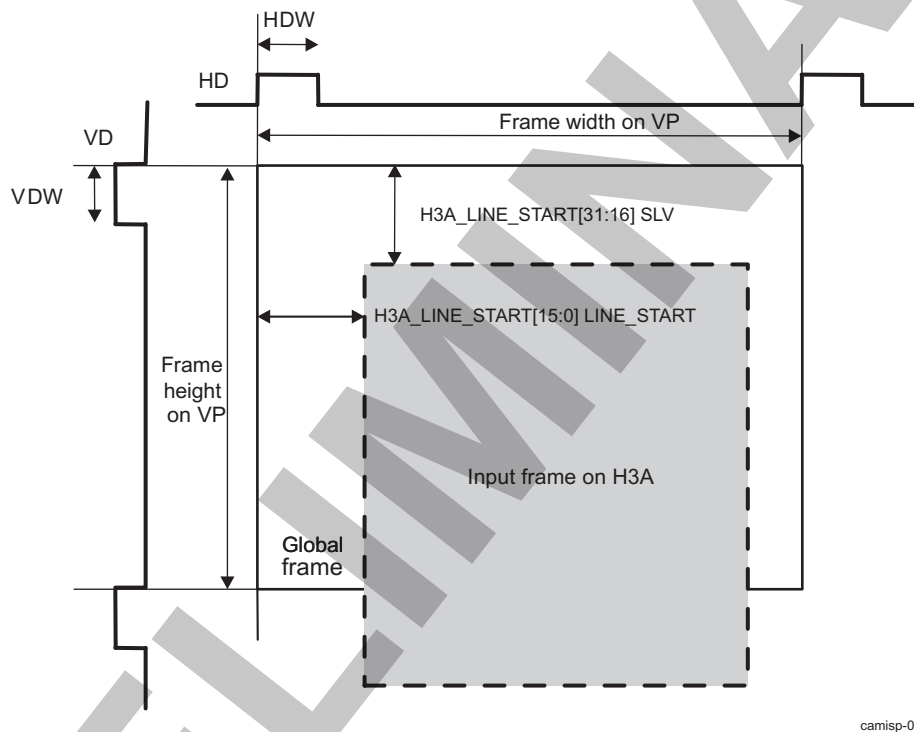 HDW
HD
Frame width on VP
VD
VDW
H3A_LINE_START[31:16] SLV
H3A_LINE_START[15:0] LINE_START
Frame
height
on VP
Input frame on H3A
Global
frame
camisp-0